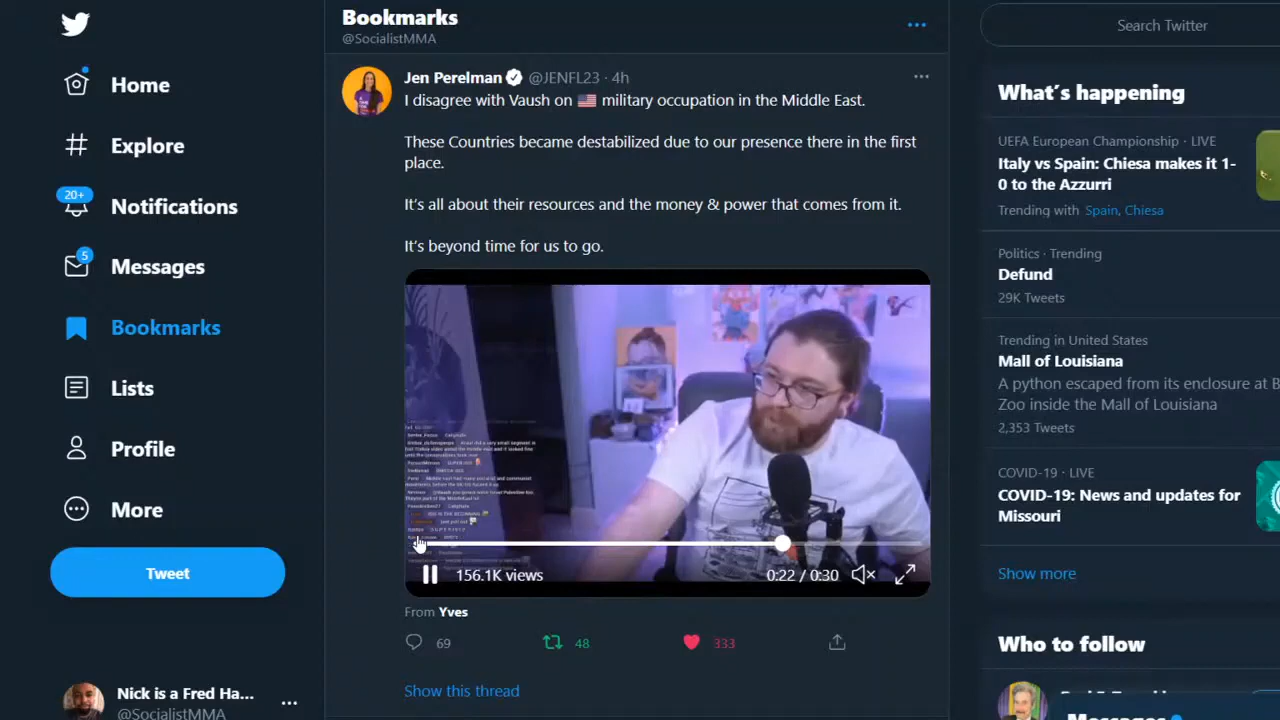 Bookmarks
@SocialistMMA
Home
Explore
20+
Notifications
5
Messages
Bookmarks
Lists
Profile
More
Tweet
Nick is a Fred Ha...
@SocialistMMA
Jen Perelman @JENFL23 · 4h
I disagree with Vaush on 🇺🇸 military occupation in the Middle East.
These Countries became destabilized due to our presence there in the first
place.
It's all about their resources and the money & power that comes from it.
It's beyond time for us to go.
156.1K views
0:22 / 0:30
From Yves
69
48
333
Show this thread
Search Twitter
What's happening
UEFA European Championship · LIVE
Italy vs Spain: Chiesa makes it 1-
0 to the Azzurri
Trending with Spain, Chiesa
Politics · Trending
Defund
29K Tweets
Trending in United States
Mall of Louisiana
A python escaped from its enclosure at B
Zoo inside the Mall of Louisiana
2,353 Tweets
COVID-19 · LIVE
COVID-19: News and updates for
Missouri
Show more
Who to follow
Messages